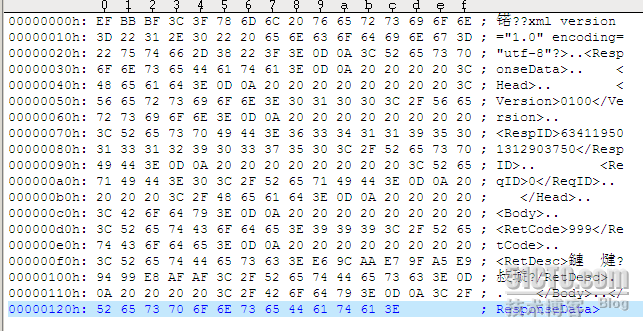 0 1 2 3 4 5 6 7 8 9 a b c d e f
00000000h: EF BB BF 3C 3F 78 6D 6C 20 76 65 72 73 69 6F 6E ; 锘??xml version
00000010h: 3D 22 31 2E 30 22 20 65 6E 63 6F 64 69 6E 67 3D ; ="1.0" encoding=
00000020h: 22 75 74 66 2D 38 22 3F 3E 0D 0A 3C 52 65 73 70 ; "utf-8"?>..<Resp
00000030h: 6F 6E 73 65 44 61 74 61 3E 0D 0A 20 20 20 20 3C ; onseData>..    <
00000040h: 48 65 61 64 3E 0D 0A 20 20 20 20 20 20 20 20 3C ; Head>..        <
00000050h: 56 65 72 73 69 6F 6E 3E 30 31 30 30 3C 2F 56 65 ; Version>0100</Ve
00000060h: 72 73 69 6F 6E 3E 0D 0A 20 20 20 20 20 20 20 20 ; rsion>..
00000070h: 3C 52 65 73 70 49 44 3E 36 33 34 31 31 39 35 30 ; <RespID>63411950
00000080h: 31 33 31 32 39 30 33 37 35 30 3C 2F 52 65 73 70 ; 1312903750</Resp
00000090h: 49 44 3E 0D 0A 20 20 20 20 20 20 20 20 3C 52 65 ; ID>..        <Re
000000a0h: 71 49 44 3E 30 3C 2F 52 65 71 49 44 3E 0D 0A 20 ; qID>0</ReqID>..
000000b0h: 20 20 20 3C 2F 48 65 61 64 3E 0D 0A 20 20 20 20 ;    </Head>..
000000c0h: 3C 42 6F 64 79 3E 0D 0A 20 20 20 20 20 20 20 20 ; <Body>..
000000d0h: 3C 52 65 74 43 6F 64 65 3E 39 39 39 3C 2F 52 65 ; <RetCode>999</Re
000000e0h: 74 43 6F 64 65 3E 0D 0A 20 20 20 20 20 20 20 20 ; tCode>..
000000f0h: 3C 52 65 74 44 65 73 63 3E E6 9C AA E7 9F A5 E9 ; <RetDesc>
00000100h: 94 99 E8 AF AF 3C 2F 52 65 74 44 65 73 63 3E 0D ; /RetDesc>.
00000110h: 0A 20 20 20 20 3C 2F 42 6F 64 79 3E 0D 0A 3C 2F ; .    </Body>..</
00000120h: 52 65 73 70 6F 6E 73 65 44 61 74 61 3E ; ResponseData>
51CTO.com
技术博客 Blog